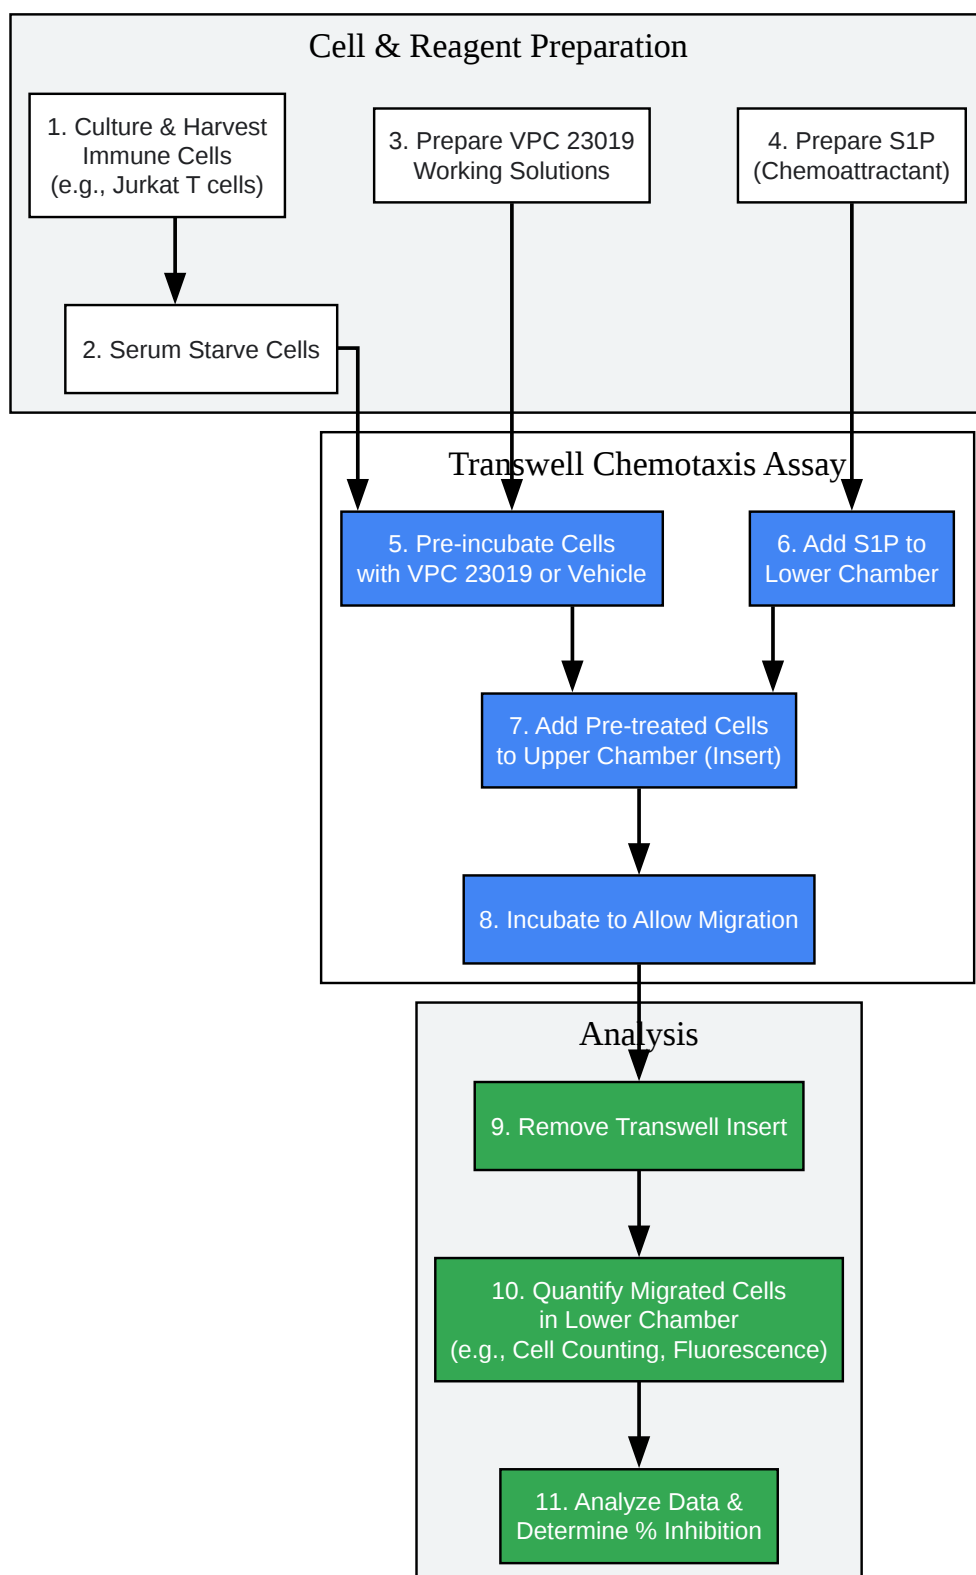 Cell & Reagent Preparation
1. Culture & Harvest
Immune Cells
(e.g., Jurkat T cells)
3. Prepare VPC 23019
Working Solutions
4. Prepare S1P
(Chemoattractant)
2. Serum Starve Cells
Transwell Chemotaxis Assay
5. Pre-incubate Cells
with VPC 23019 or Vehicle
6. Add S1P to
Lower Chamber
7. Add Pre-treated Cells
to Upper Chamber (Insert)
8. Incubate to Allow Migration
Analysis
9. Remove Transwell Insert
10. Quantify Migrated Cells
in Lower Chamber
(e.g., Cell Counting, Fluorescence)
11. Analyze Data &
Determine % Inhibition